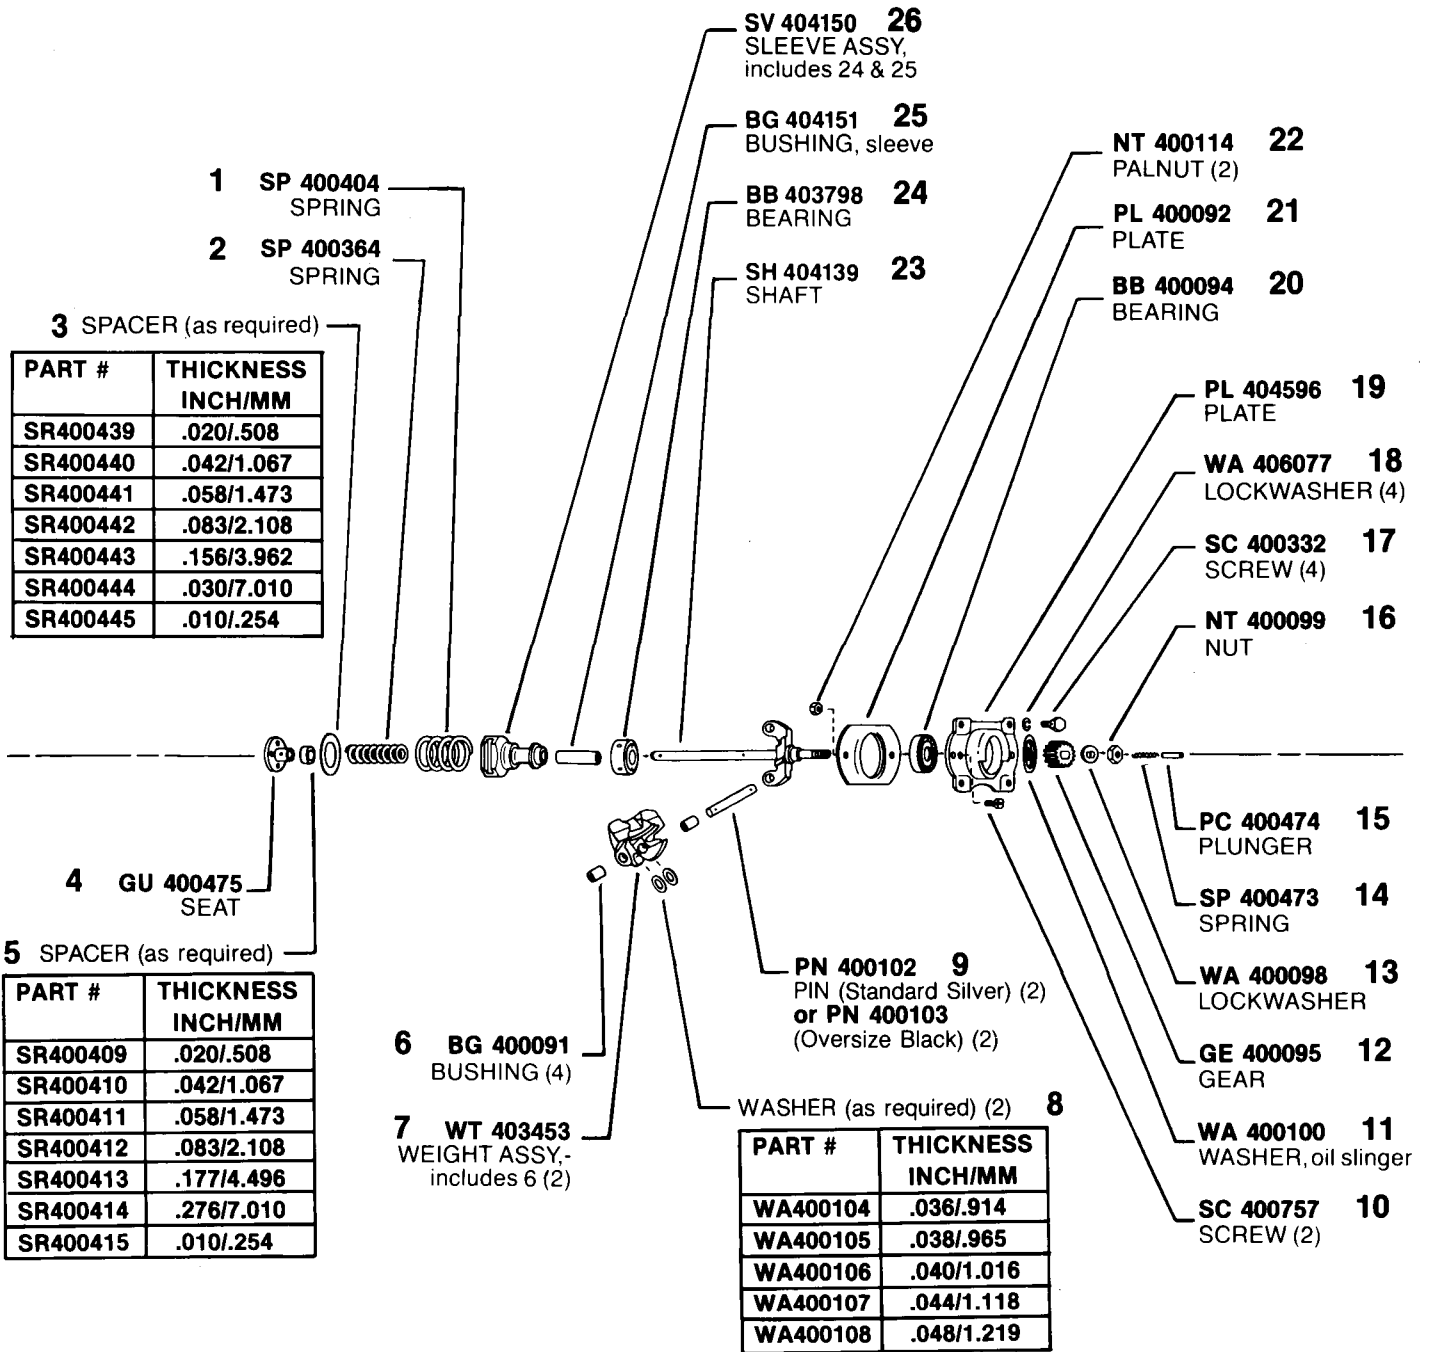 SV 404150 26
SLEEVE ASSY,
includes 24 & 25
BG 404151 25
BUSHING, sleeve
BB 403798 24
BEARING
SH 404139 23
SHAFT
NT 400114 22
PALNUT (2)
PL 400092 21
PLATE
BB 400094 20
BEARING
PL 404596 19
PLATE
WA 406077 18
LOCKWASHER (4)
SC 400332 17
SCREW (4)
NT 400099 16
NUT
1 SP 400404
SPRING
2 SP 400364
SPRING
3 SPACER (as required)
PART # THICKNESS
INCH/MM
SR400439 .020/.508
SR400440 .042/1.067
SR400441 .058/1.473
SR400442 .083/2.108
SR400443 .156/3.962
SR400444 .030/7.010
SR400445 .010/.254
4 GU 400475
SEAT
5 SPACER (as required)
PART # THICKNESS
INCH/MM
SR400409 .020/.508
SR400410 .042/1.067
SR400411 .058/1.473
SR400412 .083/2.108
SR400413 .177/4.496
SR400414 .276/7.010
SR400415 .010/.254
6 BG 400091
BUSHING (4)
7 WT 403453
WEIGHT ASSY,-
includes 6 (2)
PN 400102 9
PIN (Standard Silver) (2)
or PN 400103
(Oversize Black) (2)
WASHER (as required) (2) 8
PART # THICKNESS
INCH/MM
WA400104 .036/.914
WA400105 .038/.965
WA400106 .040/1.016
WA400107 .044/1.118
WA400108 .048/1.219
PC 400474 15
PLUNGER
SP 400473 14
SPRING
WA 400098 13
LOCKWASHER
GE 400095 12
GEAR
WA 400100 11
WASHER, oil slinger
SC 400757 10
SCREW (2)